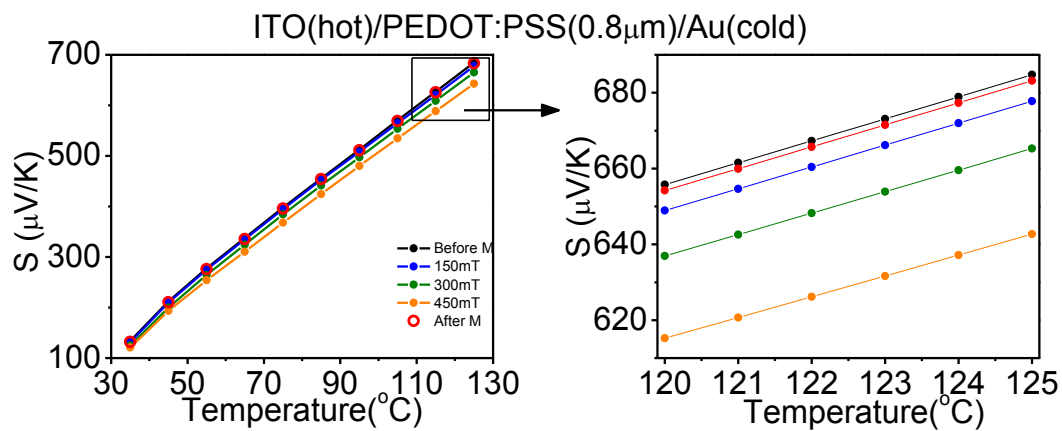 ITO(hot)/PEDOT:PSS(0.8μm)/Au(cold)
S (μV/K)
700
500
300
100
30 50 70 90 110 130
Temperature(°C)
Before M
150mT
300mT
450mT
After M
S (μV/K)
680
660
640
620
120 121 122 123 124 125
Temperature(°C)